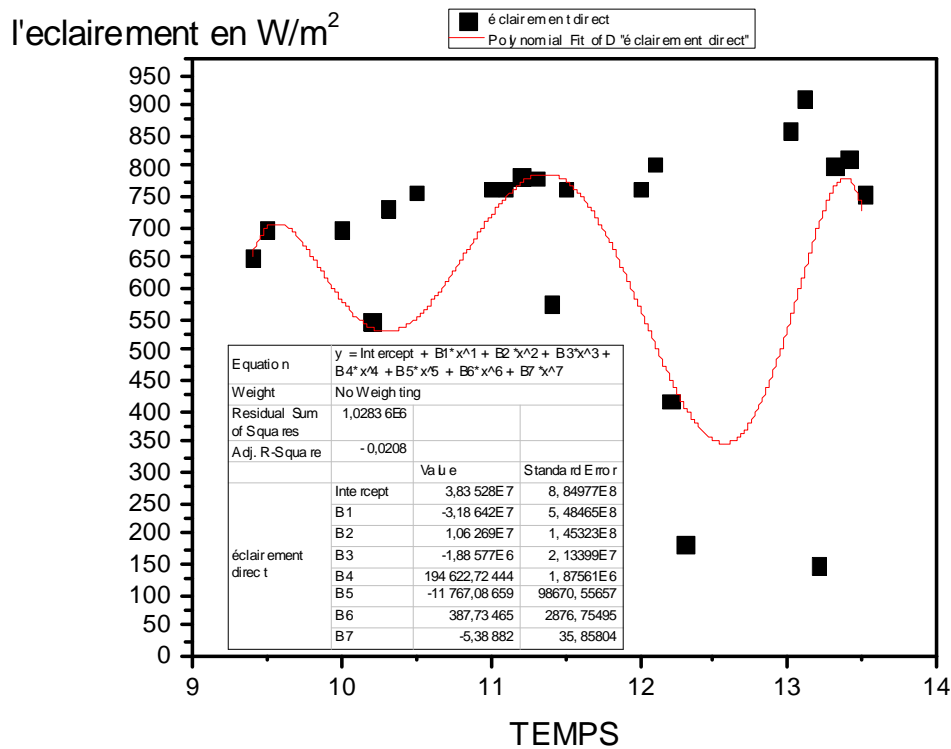 l'eclairement en W/m²
éclairement direct
Polynomial Fit of D "éclairement direct"
950
900
850
800
750
700
650
600
550
500
450
400
350
300
250
200
150
100
50
0
Equation y = Intercept + B1*x^1 + B2*x^2 + B3*x^3 +
B4*x^4 + B5*x^5 + B6*x^6 + B7*x^7
Weight No Weighting
Residual Sum
of Squares 1,02836E6
Adj. R-Square -0,0208
Value Standard Error
éclairement
direct
Intercept 3,83528E7 8,84977E8
B1 -3,18642E7 5,48465E8
B2 1,06269E7 1,45323E8
B3 -1,88577E6 2,13399E7
B4 194622,72444 1,87561E6
B5 -11767,08659 98670,55657
B6 387,73465 2876,75495
B7 -5,38882 35,85804
9 10 11 12 13 14
TEMPS